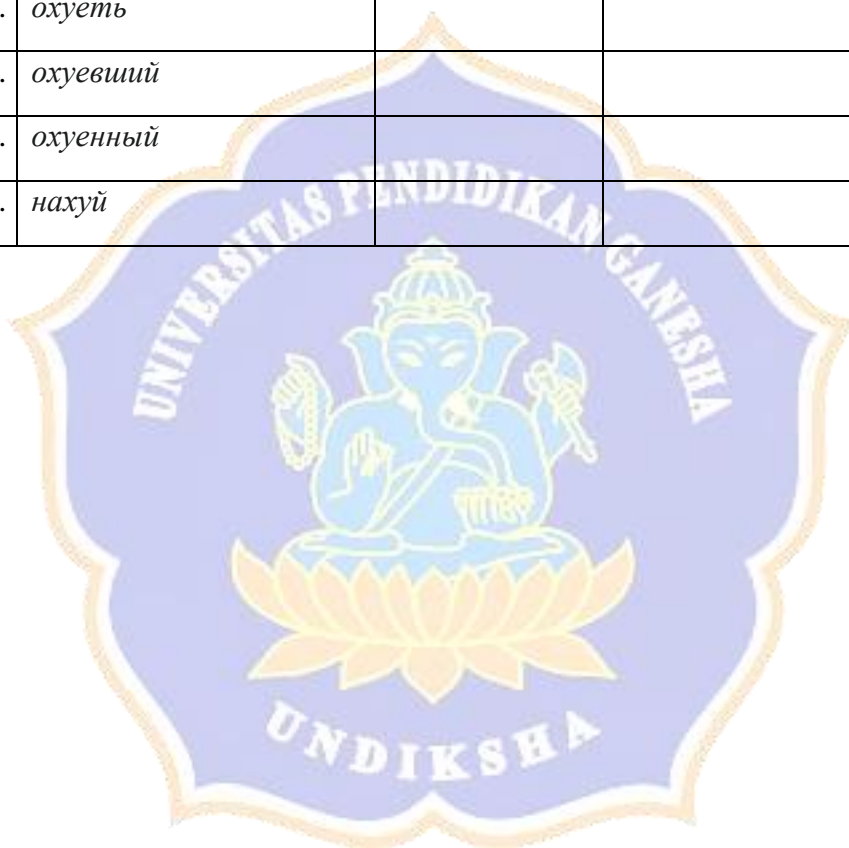 . охуеть
. охуевший
. охуенный
. нахуй
UNIVERSITAS PENDIDIKAN GANESHA
UNDIKSHA